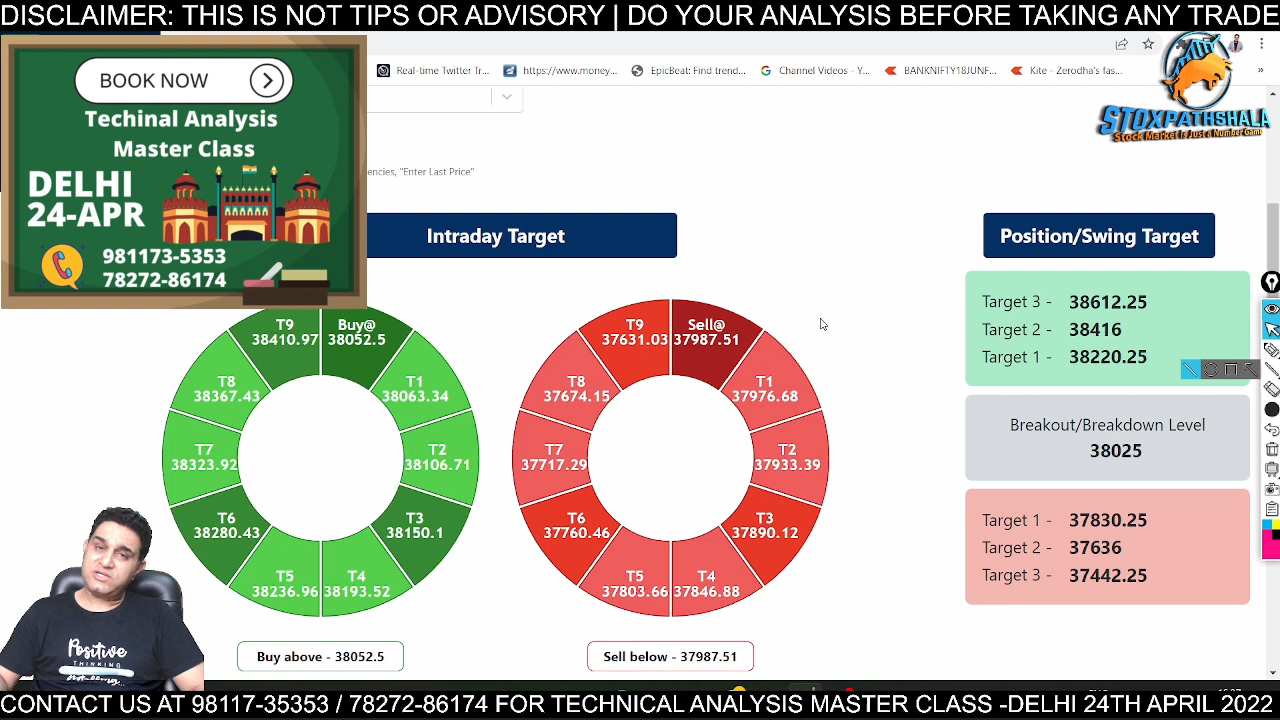 DISCLAIMER: THIS IS NOT TIPS OR ADVISORY | DO YOUR ANALYSIS BEFORE TAKING ANY TRADE
BOOK NOW
Techinal Analysis
Master Class
DELHI
24-APR
981173-5353
78272-86174
Real-time Twitter Tr...
https://www.money...
EpicBeat: Find trend...
Channel Videos - Y...
BANKNIFTY18JUNF...
Kite - Zerodha's fas...
»
STOXPATHSHALA
Stock Market is Just a Number Game
encies, "Enter Last Price"
Intraday Target
Position/Swing Target
T9
38410.97
Buy@
38052.5
T1
38063.34
T2
38106.71
T3
38150.1
T4
38193.52
T5
38236.96
T6
38280.43
T7
38323.92
T8
38367.43
Buy above - 38052.5
T9
37631.03
Sell@
37987.51
T1
37976.68
T2
37933.39
T3
37890.12
T4
37846.88
T5
37803.66
T6
37760.46
T7
37717.29
T8
37674.15
Sell below - 37987.51
Target 3 - 38612.25
Target 2 - 38416
Target 1 - 38220.25
Breakout/Breakdown Level
38025
Target 1 - 37830.25
Target 2 - 37636
Target 3 - 37442.25
Positive
THINKING
CONTACT US AT 98117-35353 / 78272-86174 FOR TECHNICAL ANALYSIS MASTER CLASS -DELHI 24TH APRIL 2022